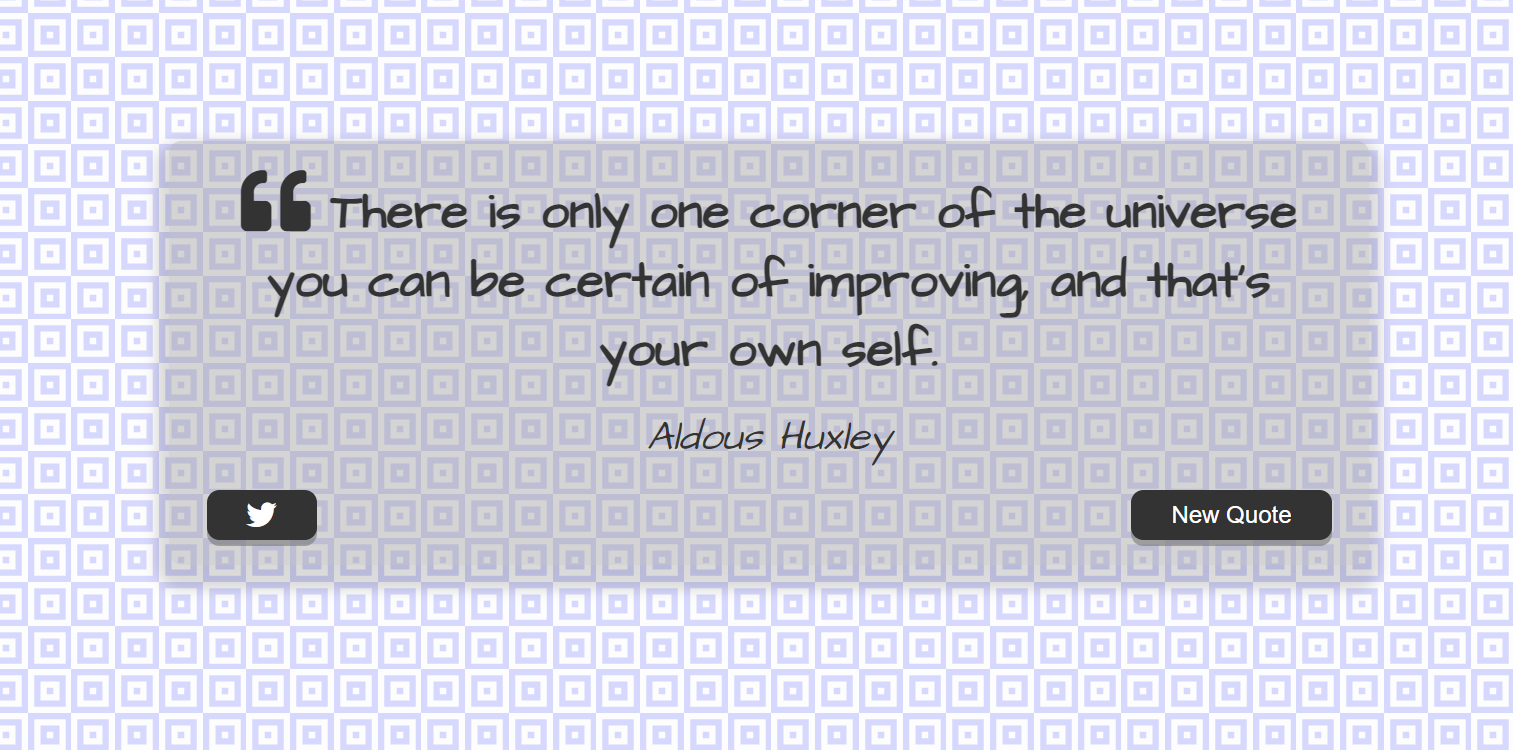 “ There is only one corner of the universe
you can be certain of improving, and that's
your own self.
Aldous Huxley
New Quote